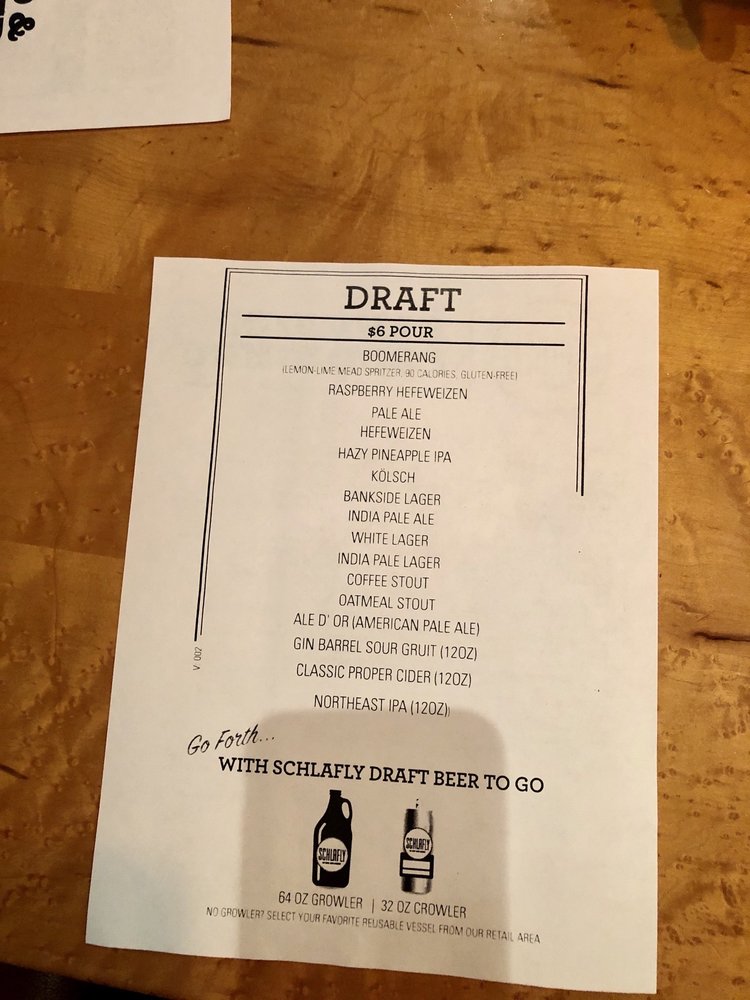 &
DRAFT
$6 POUR
BOOMERANG
(LEMON-LIME MEAD SPRITZER, 90 CALORIES, GLUTEN-FREE)
RASPBERRY HEFEWEIZEN
PALE ALE
HEFEWEIZEN
HAZY PINEAPPLE IPA
KÖLSCH
BANKSIDE LAGER
INDIA PALE ALE
WHITE LAGER
INDIA PALE LAGER
COFFEE STOUT
OATMEAL STOUT
ALE D' OR (AMERICAN PALE ALE)
GIN BARREL SOUR GRUIT (12OZ)
CLASSIC PROPER CIDER (12OZ)
NORTHEAST IPA (12OZ))
V. 002
Go Forth...
WITH SCHLAFLY DRAFT BEER TO GO
SCHLAFLY
SCHLAFLY
64 OZ GROWLER | 32 OZ CROWLER
NO GROWLER? SELECT YOUR FAVORITE REUSABLE VESSEL FROM OUR RETAIL AREA